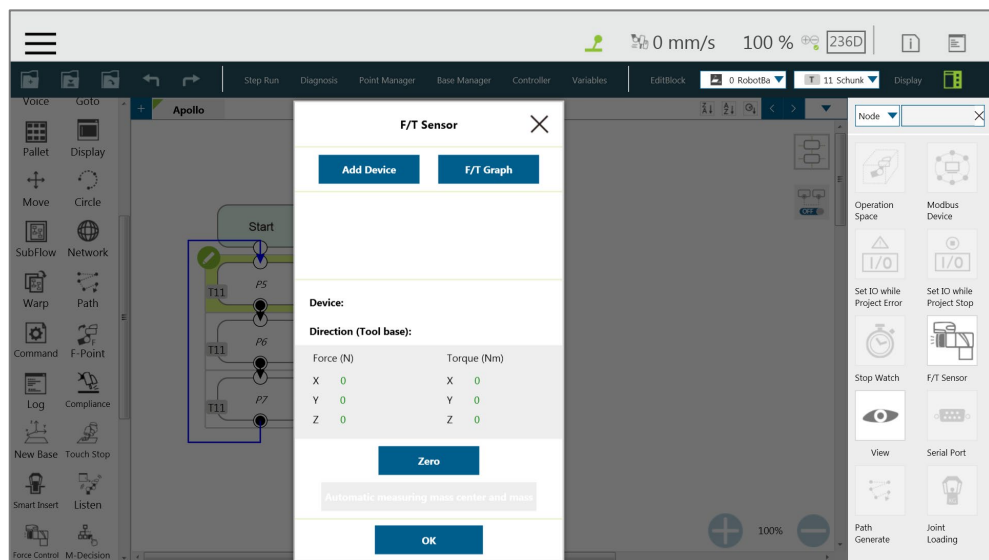 0 mm/s 100 % 236D
Step Run Diagnosis Point Manager Base Manager Controller Variables EditBlock 0 RobotBa T 11 Schunk Display
Voice Goto
+ Apollo
Node
Pallet Display
Move Circle
SubFlow Network
Warp Path
Command F-Point
Log Compliance
New Base Touch Stop
Smart Insert Listen
Force Control M-Decision
Start
T11 P5
T11 P6
T11 P7
F/T Sensor
Add Device F/T Graph
Device:
Direction (Tool base):
Force (N) Torque (Nm)
X 0 X 0
Y 0 Y 0
Z 0 Z 0
Zero
Automatic measuring mass center and mass
OK
OFF
100%
Operation Space
Modbus Device
I/O I/O
Set IO while Project Error
Set IO while Project Stop
Stop Watch F/T Sensor
View Serial Port
Path Generate
Joint Loading